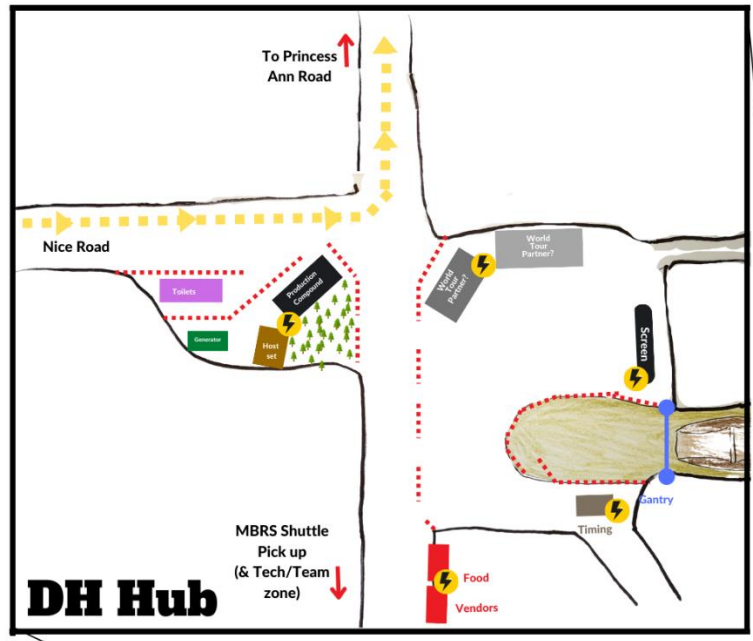 To Princess
Ann Road
Nice Road
World
Tour
Partner?
World
Tour
Partner?
Toilets
Production
Compound
Generator
Host
set
Screen
Gantry
Timing
MBRS Shuttle
Pick up
(& Tech/Team
zone)
Food
Vendors
DH Hub